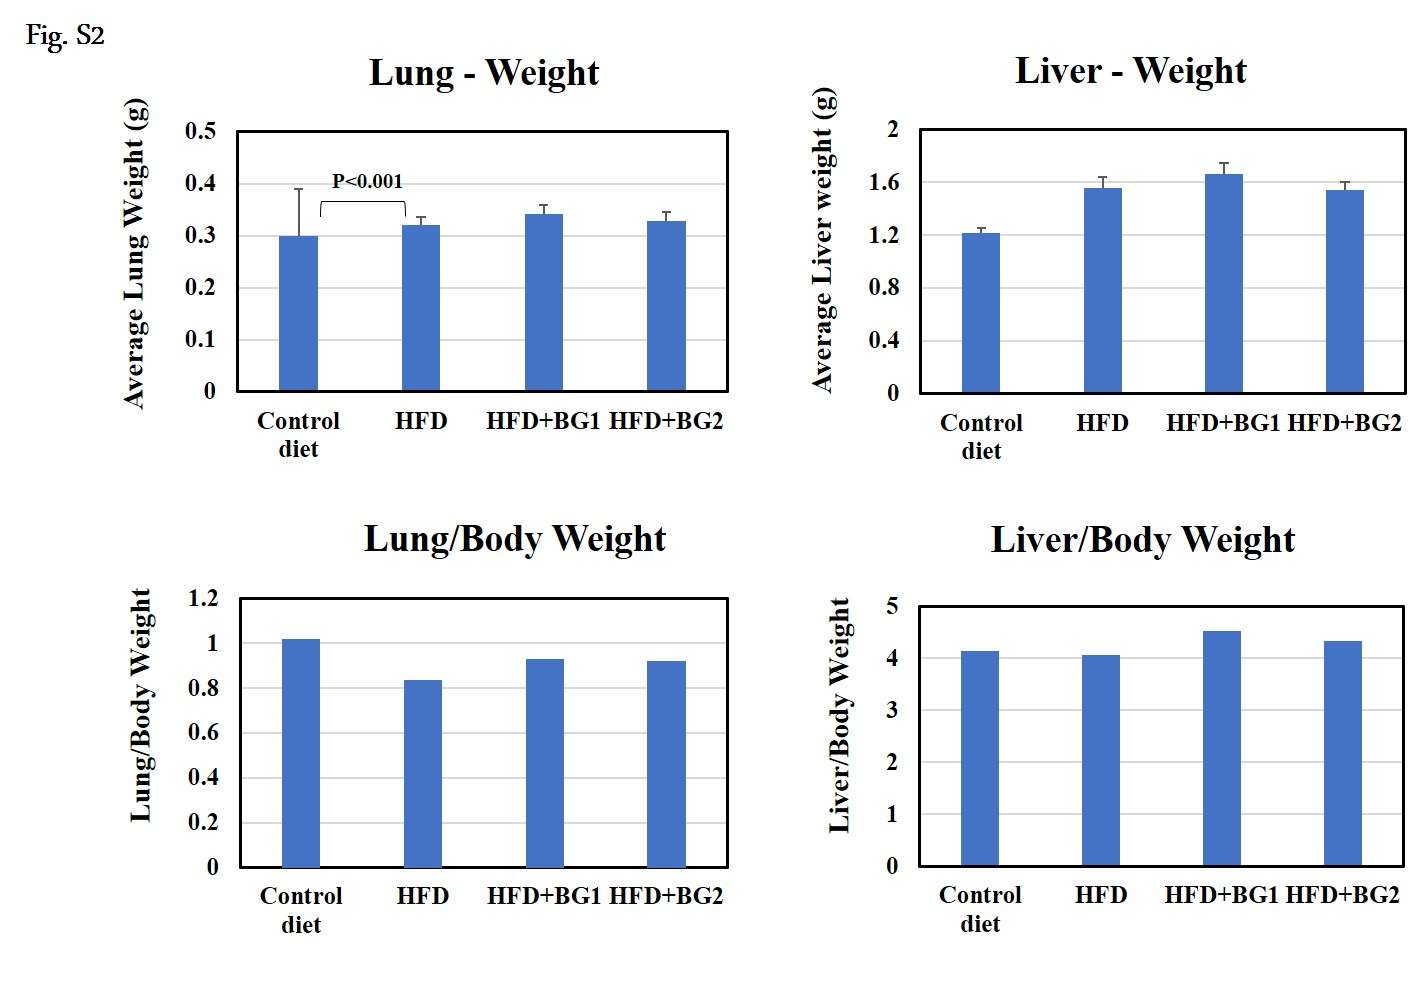 Fig. S2
Lung - Weight
Average Lung Weight (g)
0.5
0.4
0.3
0.2
0.1
0
P<0.001
Control diet
HFD
HFD+BG1
HFD+BG2
Liver - Weight
Average Liver weight (g)
2
1.6
1.2
0.8
0.4
0
Control diet
HFD
HFD+BG1
HFD+BG2
Lung/Body Weight
Lung/Body Weight
1.2
1
0.8
0.6
0.4
0.2
0
Control diet
HFD
HFD+BG1
HFD+BG2
Liver/Body Weight
Liver/Body Weight
5
4
3
2
1
0
Control diet
HFD
HFD+BG1
HFD+BG2